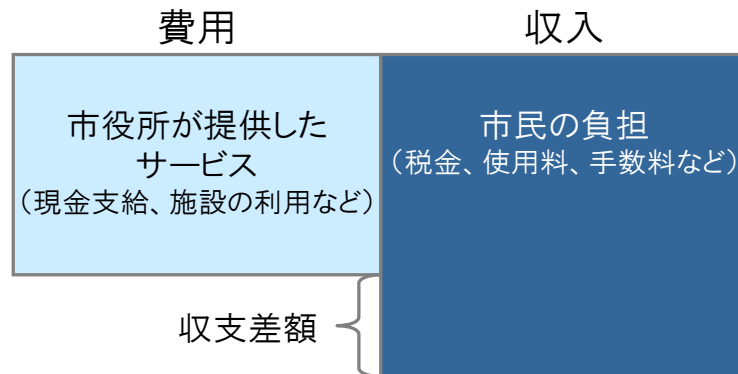 費用
収入
市役所が提供した
サービス
（現金支給、施設の利用など）
市民の負担
（税金、使用料、手数料など）
収支差額